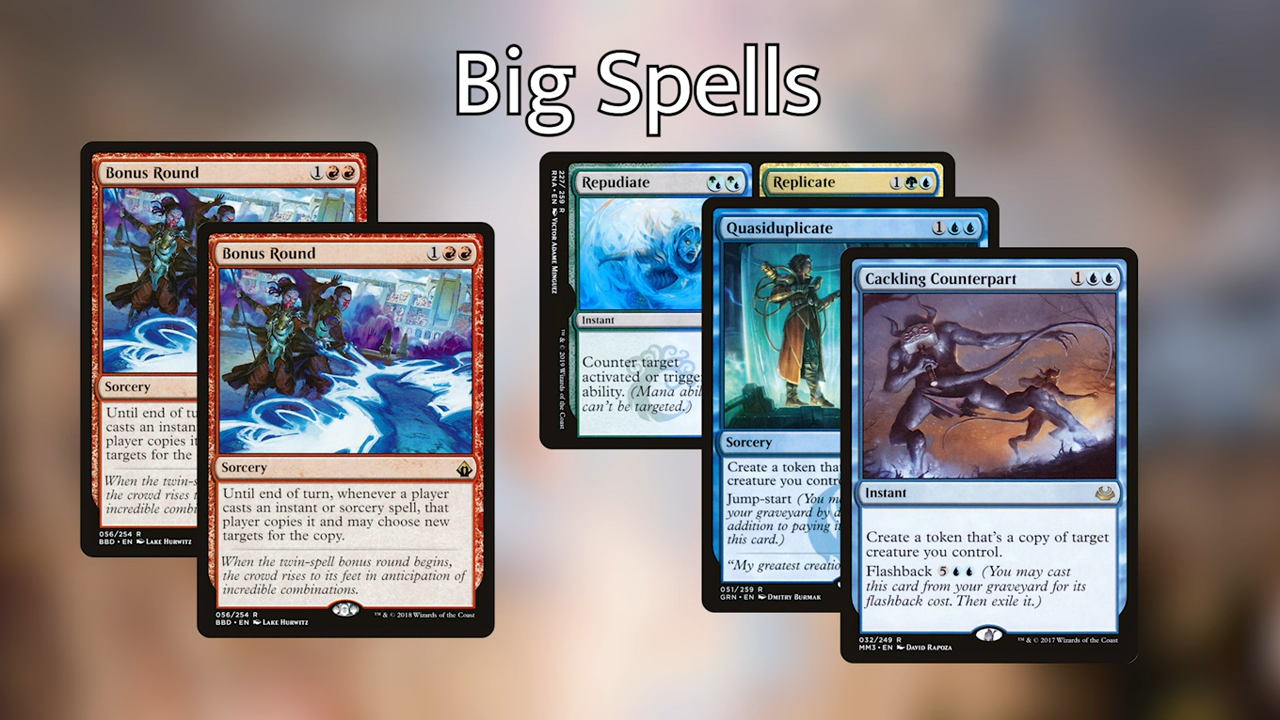 Big Spells
Bonus Round 1
Sorcery
Until end of tu
casts an instan
player copies it
targets for the
When the twin-s
the crowd rises t
incredible combi
056/254 R
BBD • EN Lake Hurwitz
Bonus Round 1
Sorcery
Until end of turn, whenever a player
casts an instant or sorcery spell, that
player copies it and may choose new
targets for the copy.
When the twin-spell bonus round begins,
the crowd rises to its feet in anticipation of
incredible combinations.
056/254 R
BBD • EN Lake Hurwitz
™ & © 2018 Wizards of the Coast
227/259 R
RNA • EN Victor Adame Minguez
™ & © 2019 Wizards of the Coast
Repudiate
Instant
Counter target
activated or trigge
ability. (Mana abil
can't be targeted.)
Replicate 1
Quasiduplicate 1
Sorcery
Create a token tha
creature you contr
Jump-start (You m
your graveyard by d
addition to paying i
this card.)
"My greatest creatio
051/259 R
GRN • EN Dmitry Burmak
Cackling Counterpart 1
Instant
Create a token that's a copy of target
creature you control.
Flashback 5 (You may cast
this card from your graveyard for its
flashback cost. Then exile it.)
032/249 R
MM3 • EN David Rapoza
™ & © 2017 Wizards of the Coast